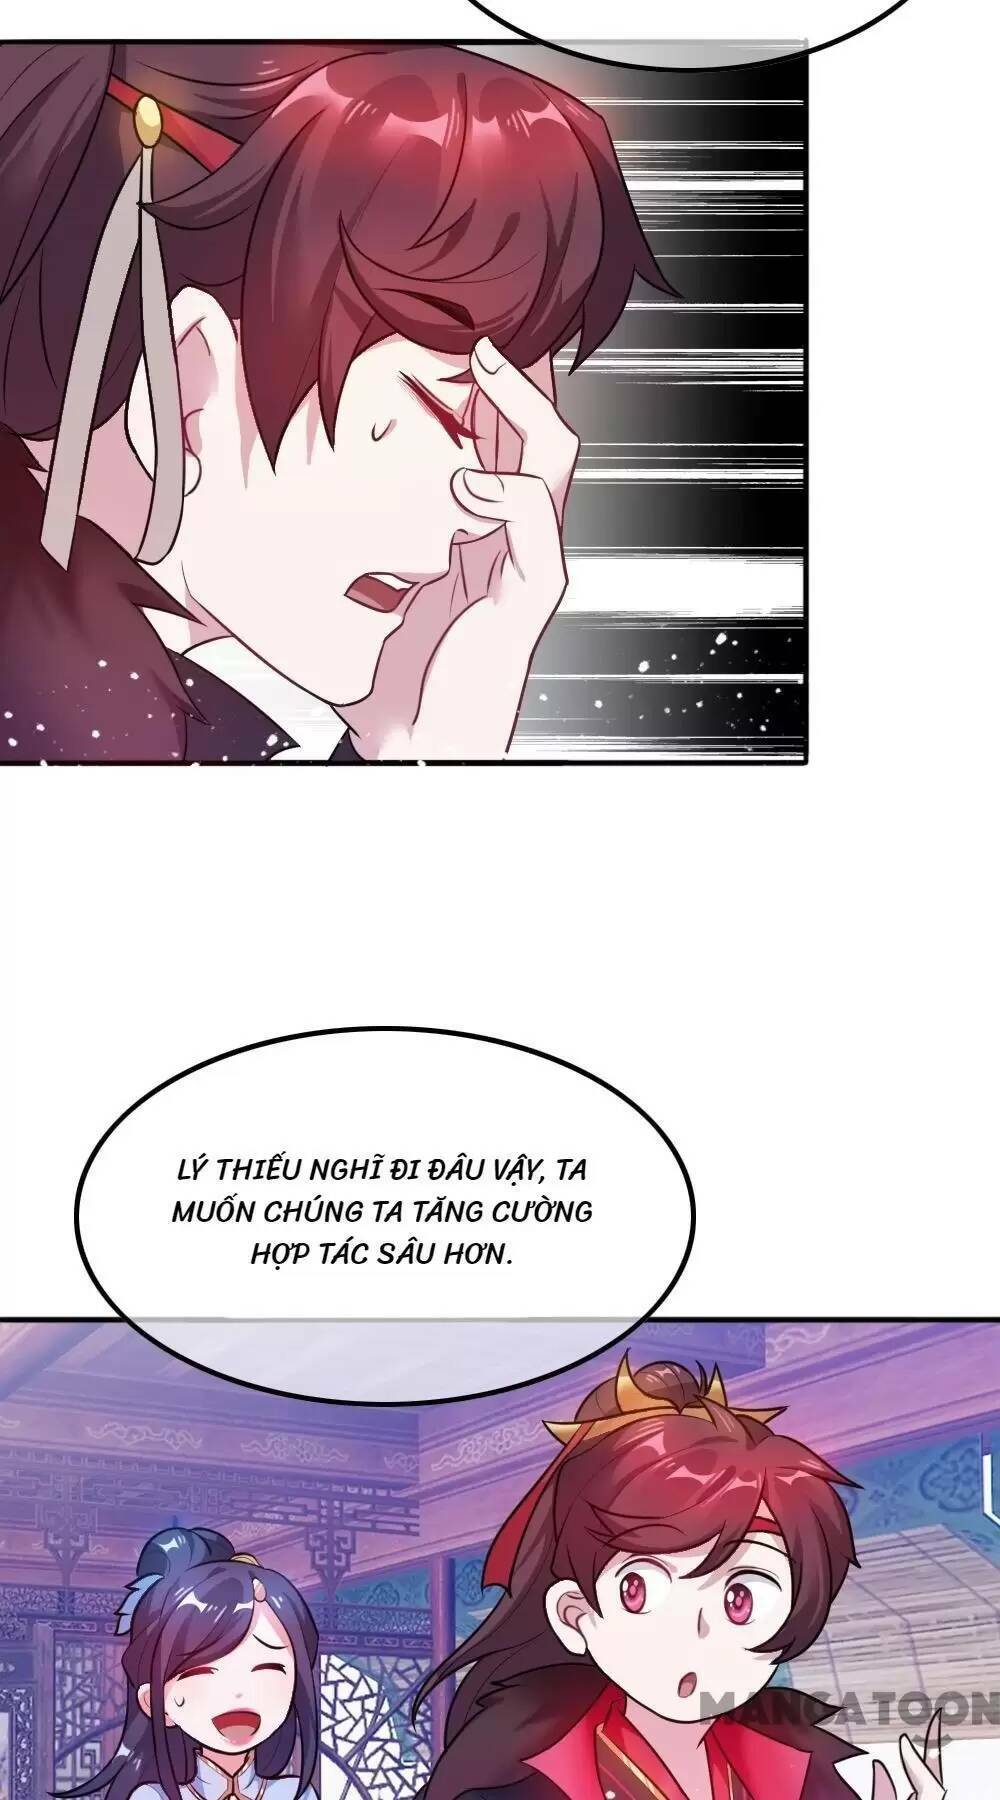 LÝ THIẾU NGHĨ ĐI ĐÂU VẬY, TA
MUỐN CHÚNG TA TĂNG CƯỜNG
HỢP TÁC SÂU HƠN.
MANGATOON